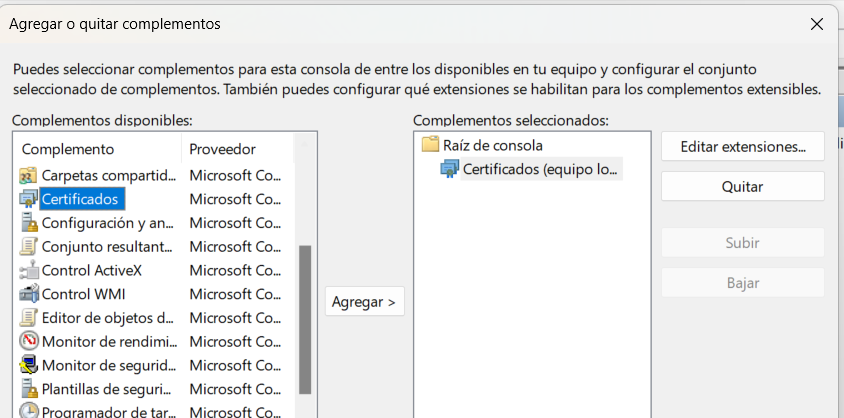 Agregar o quitar complementos
Puedes seleccionar complementos para esta consola de entre los disponibles en tu equipo y configurar el conjunto
seleccionado de complementos. También puedes configurar qué extensiones se habilitan para los complementos extensibles.
Complementos disponibles:
Complemento Proveedor
Carpetas compartid... Microsoft Co...
Certificados Microsoft Co...
Configuración y an... Microsoft Co...
Conjunto resultant... Microsoft Co...
Control ActiveX Microsoft Co...
Control WMI Microsoft Co...
Editor de objetos d... Microsoft Co...
Monitor de rendimi... Microsoft Co...
Monitor de segurid... Microsoft Co...
Plantillas de seguri... Microsoft Co...
Programador de tar... Microsoft Co...
Agregar >
Complementos seleccionados:
Raíz de consola
Certificados (equipo lo...
Editar extensiones...
Quitar
Subir
Bajar